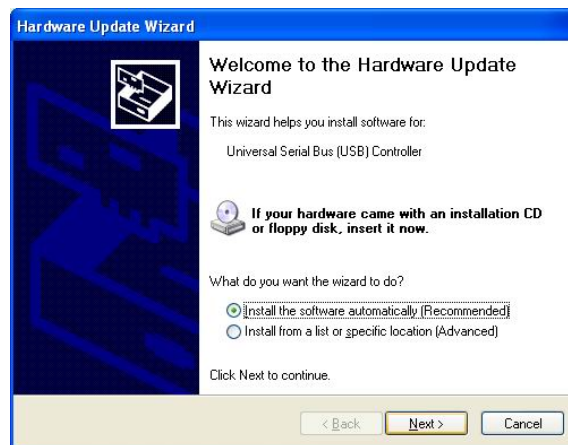 Hardware Update Wizard
Welcome to the Hardware Update
Wizard
This wizard helps you install software for:
Universal Serial Bus (USB) Controller
If your hardware came with an installation CD
or floppy disk, insert it now.
What do you want the wizard to do?
Install the software automatically (Recommended)
Install from a list or specific location (Advanced)
Click Next to continue.
< Back Next > Cancel